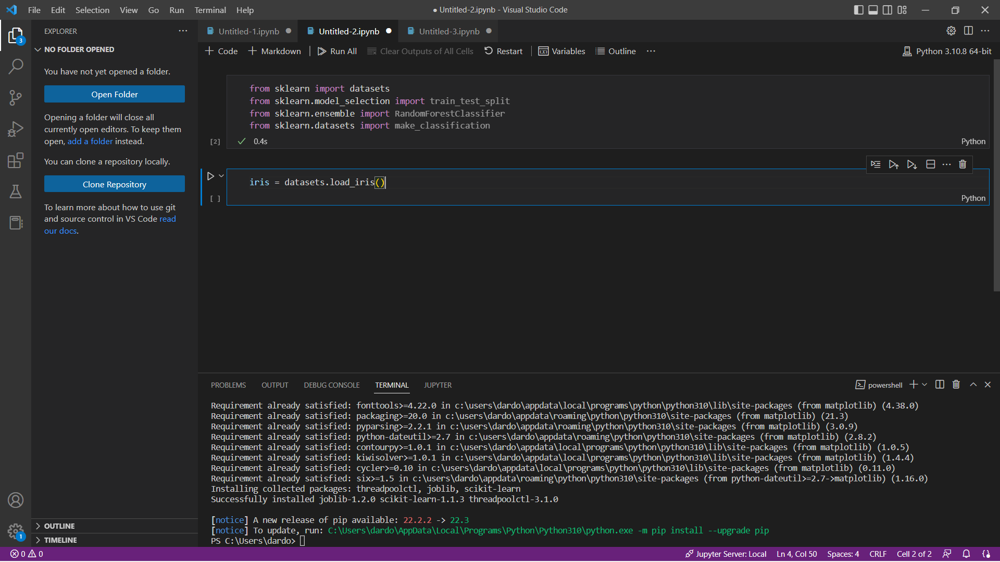 File Edit Selection View Go Run Terminal Help
● Untitled-2.ipynb - Visual Studio Code
EXPLORER
3
NO FOLDER OPENED
You have not yet opened a folder.
Open Folder
Opening a folder will close all
currently open editors. To keep them
open, add a folder instead.
You can clone a repository locally.
Clone Repository
To learn more about how to use git
and source control in VS Code read
our docs.
OUTLINE
TIMELINE
1
Untitled-1.ipynb Untitled-2.ipynb Untitled-3.ipynb
Code Markdown Run All Clear Outputs of All Cells Restart Variables Outline Python 3.10.8 64-bit
from sklearn import datasets
from sklearn.model_selection import train_test_split
from sklearn.ensemble import RandomForestClassifier
from sklearn.datasets import make_classification
[2] ✓ 0.4s Python
iris = datasets.load_iris()
[ ] Python
PROBLEMS OUTPUT DEBUG CONSOLE TERMINAL JUPYTER powershell
Requirement already satisfied: fonttools>=4.22.0 in c:\users\dardo\appdata\local\programs\python\python310\lib\site-packages (from matplotlib) (4.38.0)
Requirement already satisfied: packaging>=20.0 in c:\users\dardo\appdata\roaming\python\python310\site-packages (from matplotlib) (21.3)
Requirement already satisfied: pyparsing>=2.2.1 in c:\users\dardo\appdata\roaming\python\python310\site-packages (from matplotlib) (3.0.9)
Requirement already satisfied: python-dateutil>=2.7 in c:\users\dardo\appdata\roaming\python\python310\site-packages (from matplotlib) (2.8.2)
Requirement already satisfied: contourpy>=1.0.1 in c:\users\dardo\appdata\local\programs\python\python310\lib\site-packages (from matplotlib) (1.0.5)
Requirement already satisfied: kiwisolver>=1.0.1 in c:\users\dardo\appdata\local\programs\python\python310\lib\site-packages (from matplotlib) (1.4.4)
Requirement already satisfied: cycler>=0.10 in c:\users\dardo\appdata\local\programs\python\python310\lib\site-packages (from matplotlib) (0.11.0)
Requirement already satisfied: six>=1.5 in c:\users\dardo\appdata\roaming\python\python310\site-packages (from python-dateutil>=2.7->matplotlib) (1.16.0)
Installing collected packages: threadpoolctl, joblib, scikit-learn
Successfully installed joblib-1.2.0 scikit-learn-1.1.3 threadpoolctl-3.1.0
[notice] A new release of pip available: 22.2.2 -> 22.3
[notice] To update, run: C:\Users\dardo\AppData\Local\Programs\Python\Python310\python.exe -m pip install --upgrade pip
PS C:\Users\dardo>
0 0 Jupyter Server: Local Ln 4, Col 50 Spaces: 4 CRLF Cell 2 of 2